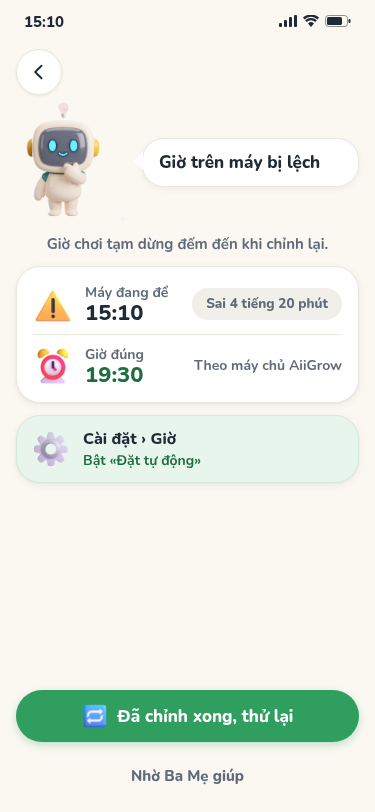 15:10
Giờ trên máy bị lệch
Giờ chơi tạm dừng đếm đến khi chỉnh lại.
Máy đang để
15:10
Sai 4 tiếng 20 phút
Giờ đúng
19:30
Theo máy chủ AiiGrow
Cài đặt › Giờ
Bật «Đặt tự động»
Đã chỉnh xong, thử lại
Nhờ Ba Mẹ giúp